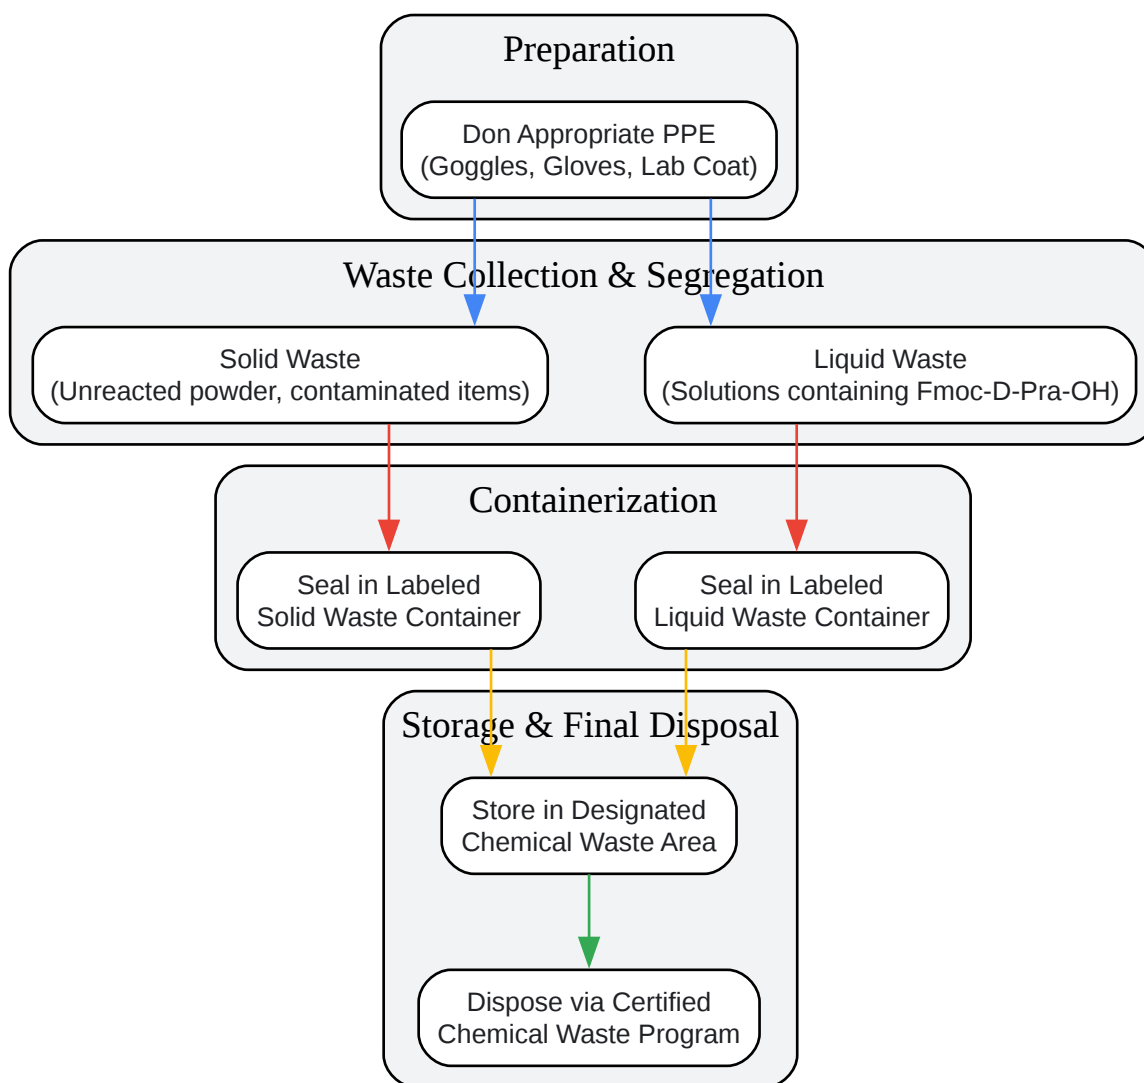 Preparation
Don Appropriate PPE
(Goggles, Gloves, Lab Coat)
Waste Collection & Segregation
Solid Waste
(Unreacted powder, contaminated items)
Liquid Waste
(Solutions containing Fmoc-D-Pra-OH)
Containerization
Seal in Labeled
Solid Waste Container
Seal in Labeled
Liquid Waste Container
Storage & Final Disposal
Store in Designated
Chemical Waste Area
Dispose via Certified
Chemical Waste Program